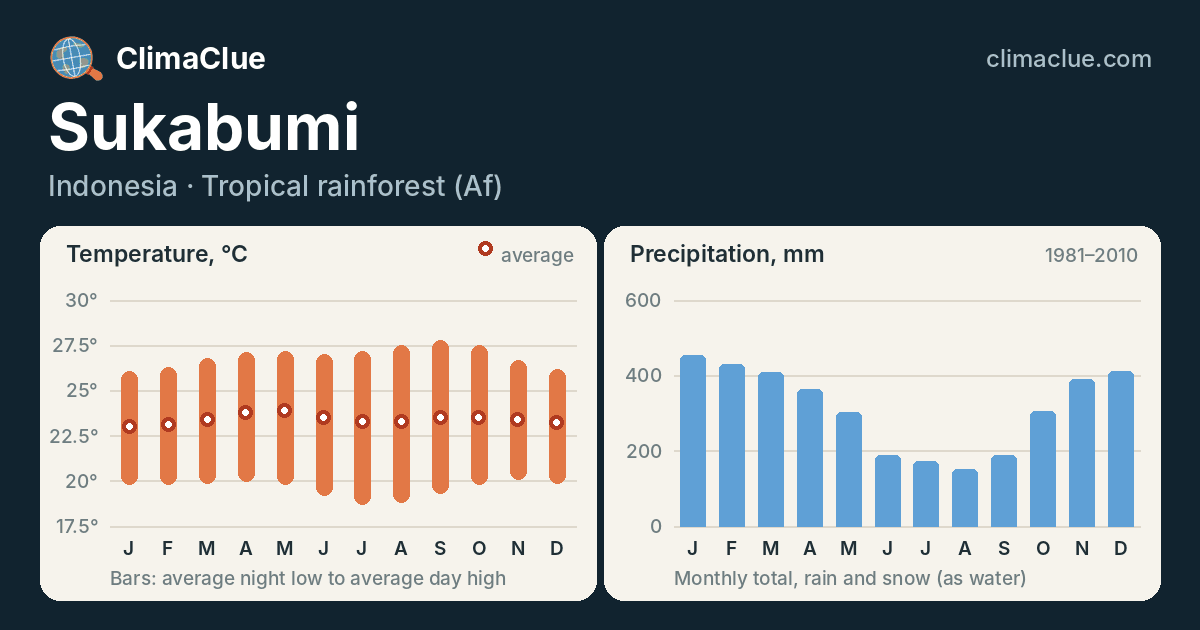 ClimaClue
climaclue.com
Sukabumi
Indonesia · Tropical rainforest (Af)
Temperature, °C
average
30°
27.5°
25°
22.5°
20°
17.5°
J F M A M J J A S O N D
Bars: average night low to average day high
Precipitation, mm
1981–2010
600
400
200
0
J F M A M J J A S O N D
Monthly total, rain and snow (as water)